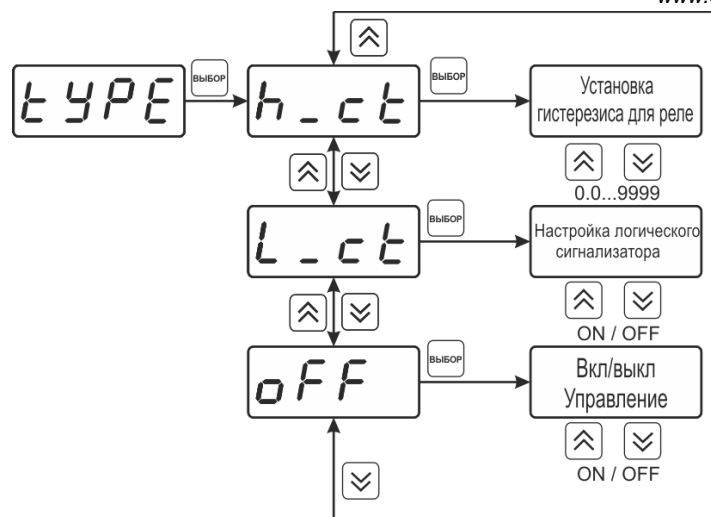 tYPE
ВЫБОР
h_ct
ВЫБОР
Установка
гистерезиса для реле
0.0...9999
L_ct
ВЫБОР
Настройка логического
сигнализатора
ON / OFF
oFF
ВЫБОР
Вкл/выкл
Управление
ON / OFF